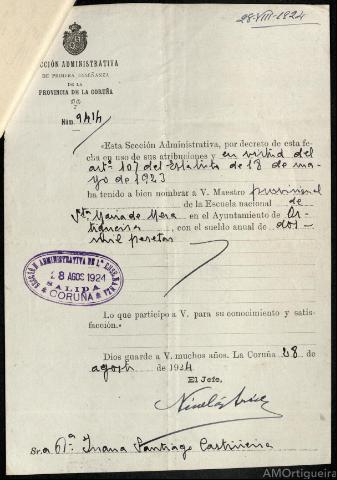 28-VIII-1924
SECCIÓN ADMINISTRATIVA
DE PRIMERA ENSEÑANZA
DE LA
PROVINCIA DE LA CORUÑA
Núm. 9414
«Esta Sección Administrativa, por decreto de esta fe-
cha en uso de sus atribuciones y en virtud del
artº 107 del Estatuto de 18 de ma-
yo de 1923
ha tenido a bien nombrar a V. Maestro provisional
de la Escuela nacional de
Stª Maria de Mera en el Ayuntamiento de Or-
tigueira, con el sueldo anual de dos
mil pesetas
SECCIÓN ADMINISTRATIVA DE 1.ª ENSEÑANZA
28 AGOS 1924
SALIDA
CORUÑA
Lo que participo a V. para su conocimiento y satis-
facción.»
Dios guarde a V. muchos años. La Coruña 28 de
agosto de 1924
El Jefe,
Sr.a Dª. Juana Santiago Castiñeira
AMOrtigueira